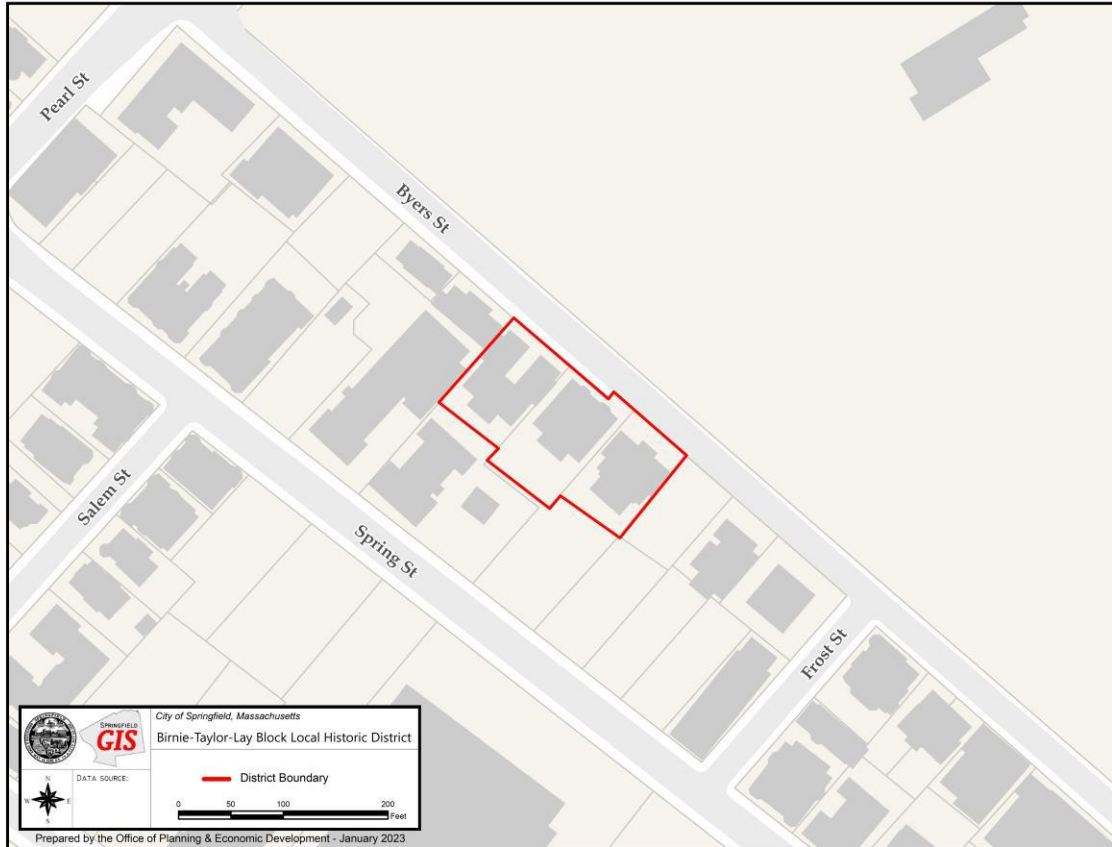 Pearl St
Byers St
Salem St
Spring St
Frost St
SPRINGFIELD
GIS
City of Springfield, Massachusetts
Birnie-Taylor-Lay Block Local Historic District
N
W E
S
DATA SOURCE:
District Boundary
0 50 100 200
Feet
Prepared by the Office of Planning & Economic Development - January 2023